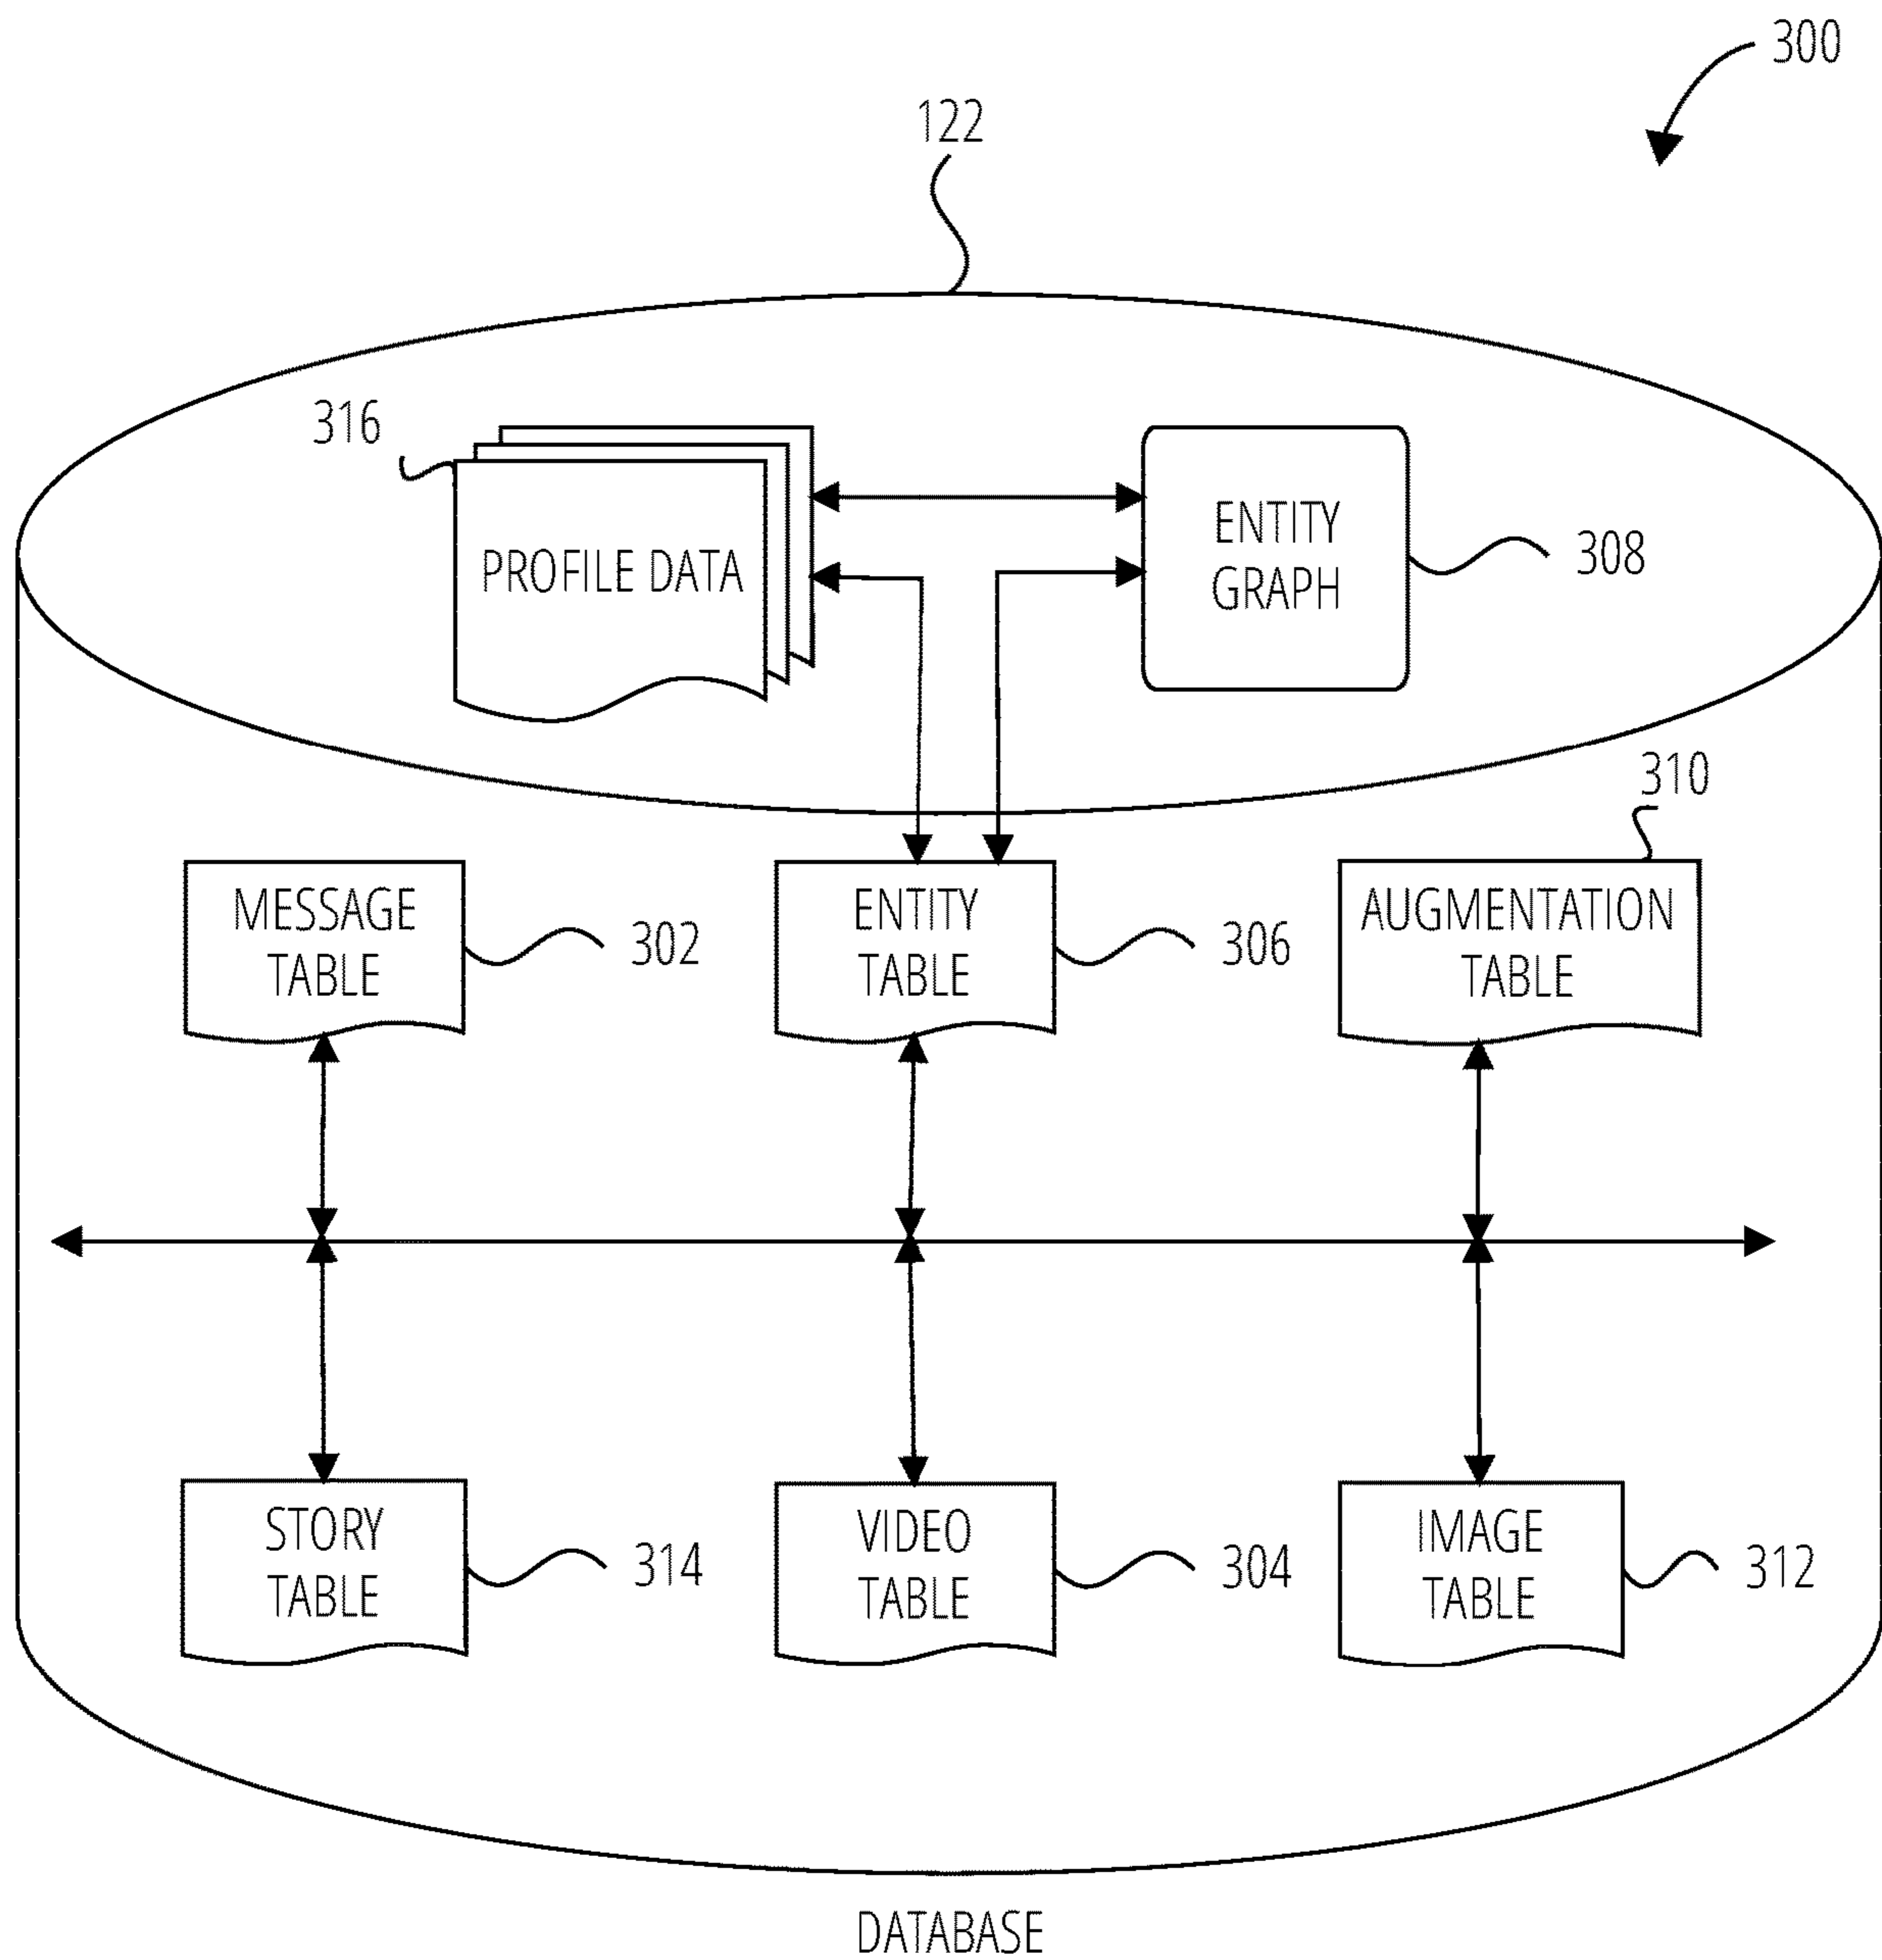 300
122
316
PROFILE DATA
ENTITY
GRAPH
308
310
MESSAGE
TABLE
302
ENTITY
TABLE
306
AUGMENTATION
TABLE
STORY
TABLE
314
VIDEO
TABLE
304
IMAGE
TABLE
312
DATABASE